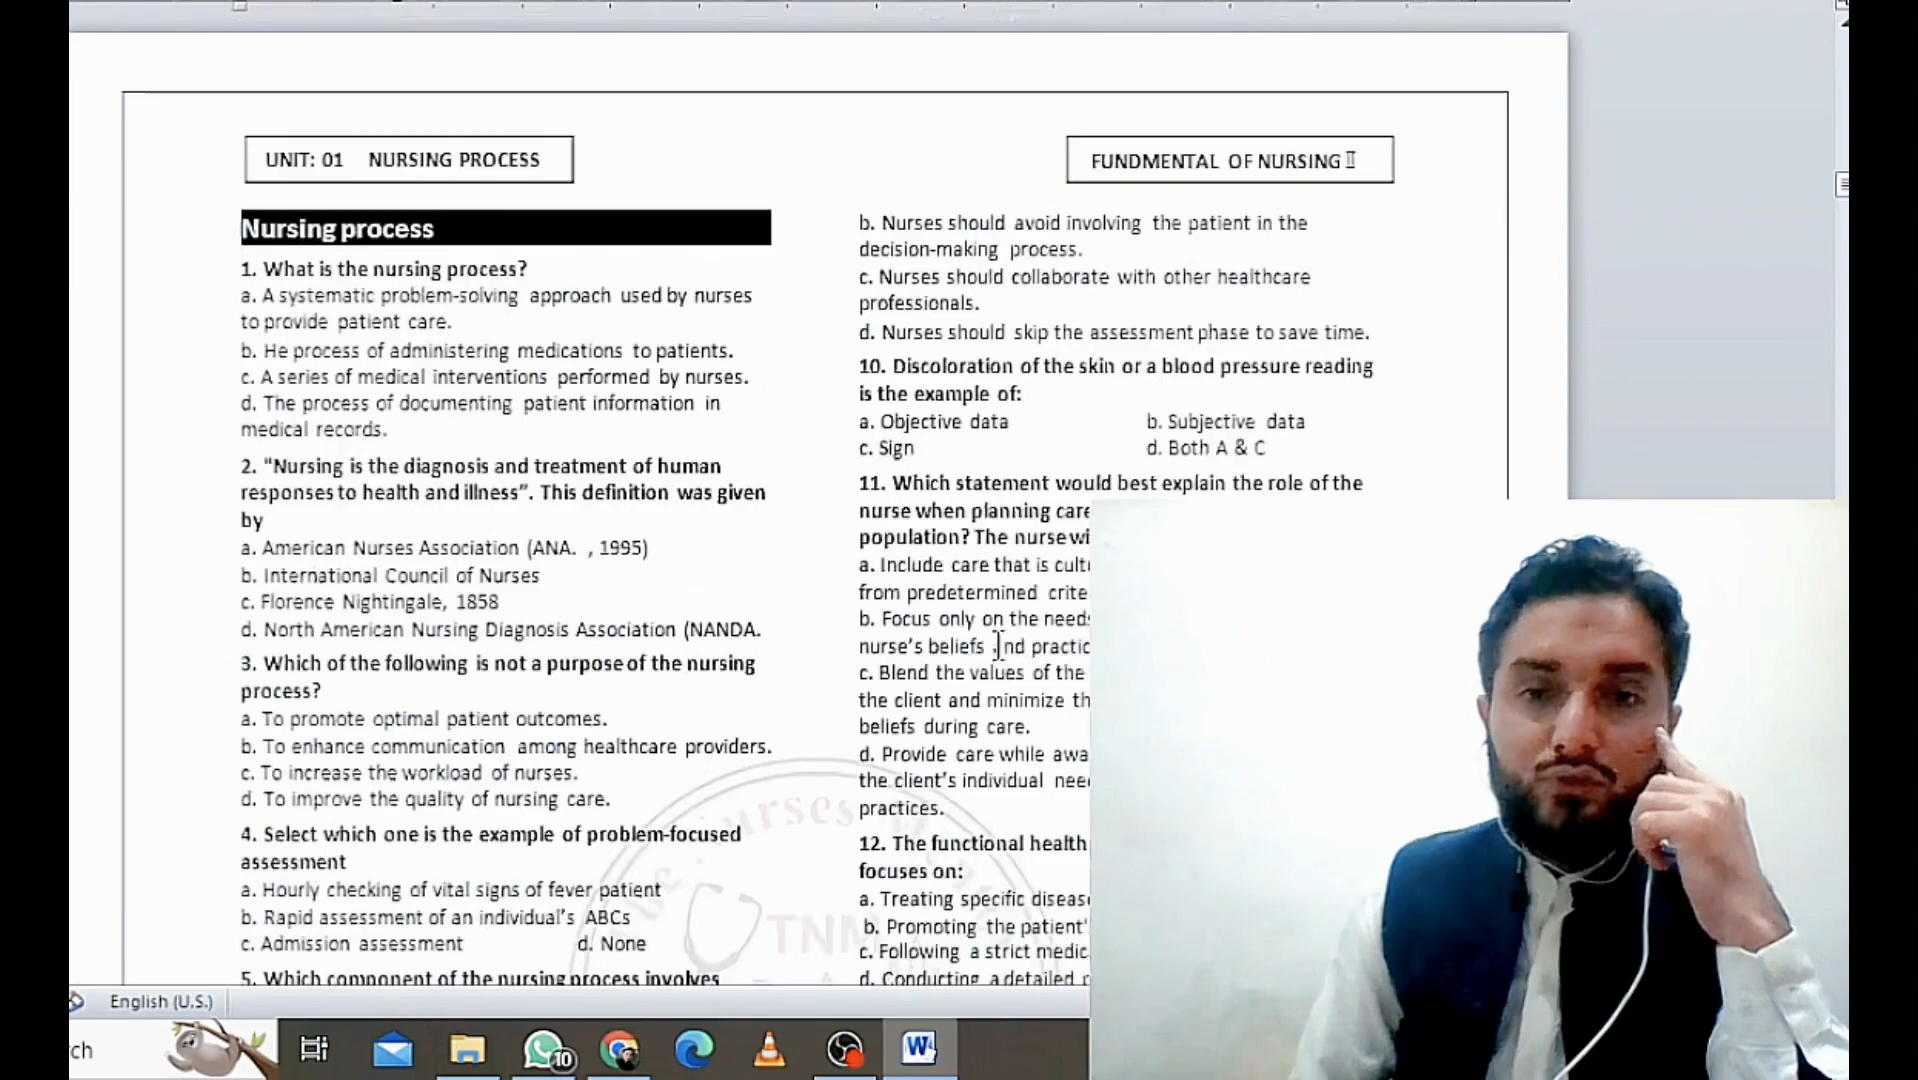 UNIT: 01 NURSING PROCESS
FUNDMENTAL OF NURSING II
Nursing process
1. What is the nursing process?
a. A systematic problem-solving approach used by nurses
to provide patient care.
b. He process of administering medications to patients.
c. A series of medical interventions performed by nurses.
d. The process of documenting patient information in
medical records.
2. "Nursing is the diagnosis and treatment of human
responses to health and illness". This definition was given
by
a. American Nurses Association (ANA. , 1995)
b. International Council of Nurses
c. Florence Nightingale, 1858
d. North American Nursing Diagnosis Association (NANDA.
3. Which of the following is not a purpose of the nursing
process?
a. To promote optimal patient outcomes.
b. To enhance communication among healthcare providers.
c. To increase the workload of nurses.
d. To improve the quality of nursing care.
4. Select which one is the example of problem-focused
assessment
a. Hourly checking of vital signs of fever patient
b. Rapid assessment of an individual's ABCs
c. Admission assessment d. None
5. Which component of the nursing process involves
b. Nurses should avoid involving the patient in the
decision-making process.
c. Nurses should collaborate with other healthcare
professionals.
d. Nurses should skip the assessment phase to save time.
10. Discoloration of the skin or a blood pressure reading
is the example of:
a. Objective data b. Subjective data
c. Sign d. Both A & C
11. Which statement would best explain the role of the
nurse when planning care
population? The nurse
a. Include care that is
from predetermined
b. Focus only on the
nurse's beliefs
c. Blend the values of the
the client and minimize
beliefs during care.
d. Provide care while
the client's individual
practices.
12. The functional health
focuses on:
a. Treating specific
b. Promoting the
c. Following a strict
d. Conducting a detailed
TNM
English (U.S.)
10
W